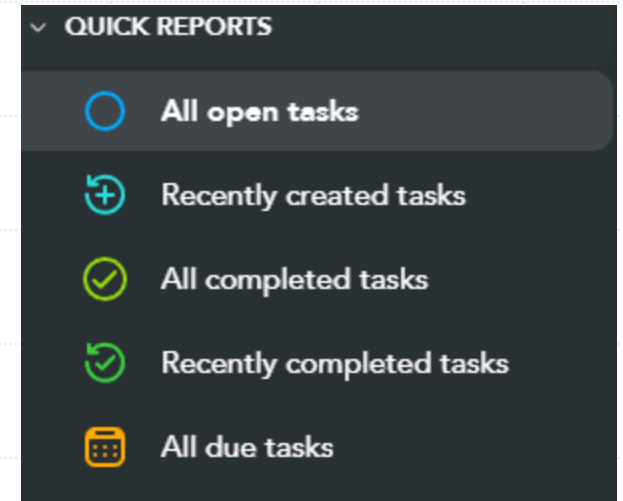 QUICK REPORTS
All open tasks
Recently created tasks
All completed tasks
Recently completed tasks
All due tasks